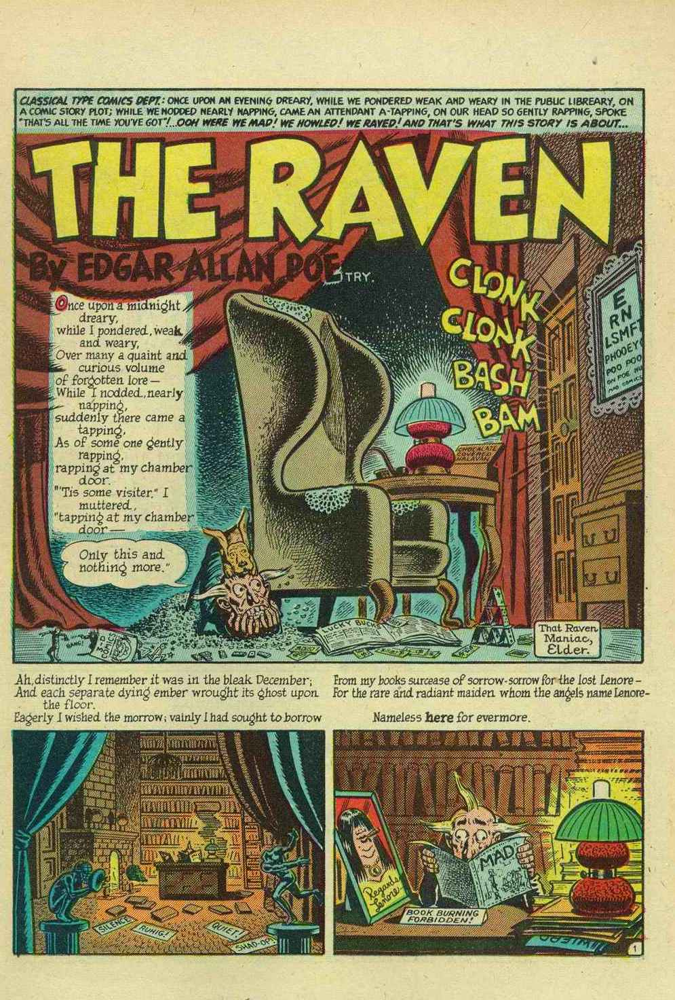 CLASSICAL TYPE COMICS DEPT.: ONCE UPON AN EVENING DREARY, WHILE WE PONDERED WEAK AND WEARY IN THE PUBLIC LIBREARY, ON
A COMIC STORY PLOT; WHILE WE NODDED NEARLY NAPPING, CAME AN ATTENDANT A-TAPPING, ON OUR HEAD SO GENTLY RAPPING, SPOKE
"THAT'S ALL THE TIME YOU'VE GOT"!...OOH WERE WE MAD! WE HOWLED! WE RAVED! AND THAT'S WHAT THIS STORY IS ABOUT...
THE RAVEN
By EDGAR ALLAN POE
TRY.
Once upon a midnight
dreary,
while I pondered, weak
and weary,
Over many a quaint and
curious volume
of forgotten lore —
While I nodded, nearly
napping,
suddenly there came a
tapping,
As of some one gently
rapping,
rapping at my chamber
door.
"'Tis some visiter." I
muttered,
"tapping at my chamber
door —
Only this and
nothing more."
CLONK
CLONK
BASH
BAM
E
RN
LSMFT
PHOOEY
POO POO
CHOCOLATE
LUCKY BUCK
MAD
COMICS
That Raven
Maniac,
Elder.
Ah, distinctly I remember it was in the bleak December;
And each separate dying ember wrought its ghost upon
the floor.
Eagerly I wished the morrow; vainly I had sought to borrow
From my books surcease of sorrow-sorrow for the lost Lenore —
For the rare and radiant maiden whom the angels name Lenore-
Nameless here for evermore.
SILENCE
RUHIG!
QUIET!
SHAD-OP!
MAD
Regards
Lenore
BOOK BURNING
FORBIDDEN!
WEIRD
1